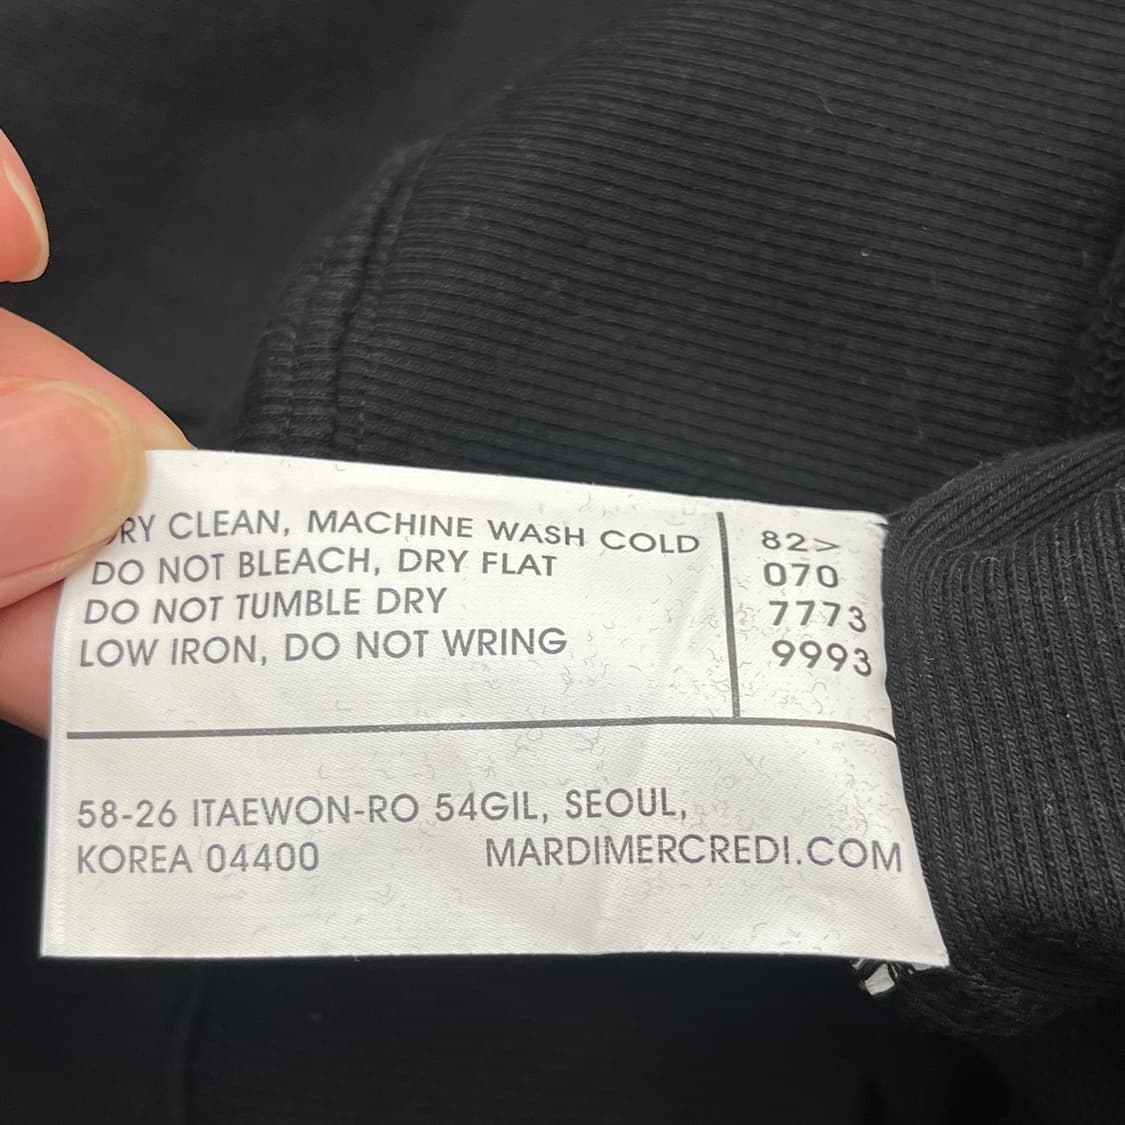 RY CLEAN, MACHINE WASH COLD
DO NOT BLEACH, DRY FLAT
DO NOT TUMBLE DRY
LOW IRON, DO NOT WRING
82>
070
7773
9993
58-26 ITAEWON-RO 54GIL, SEOUL,
KOREA 04400
MARDIMERCREDI.COM